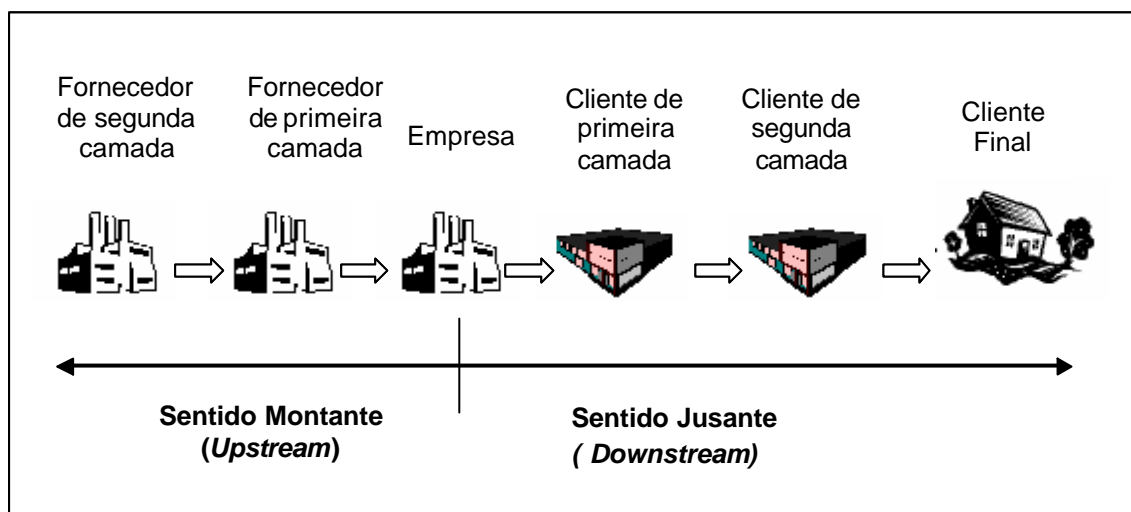 Fornecedor
de segunda
camada
Fornecedor
de primeira
camada
Empresa
Cliente de
primeira
camada
Cliente de
segunda
camada
Cliente
Final
Sentido Montante
(Upstream)
Sentido Jusante
( Downstream)